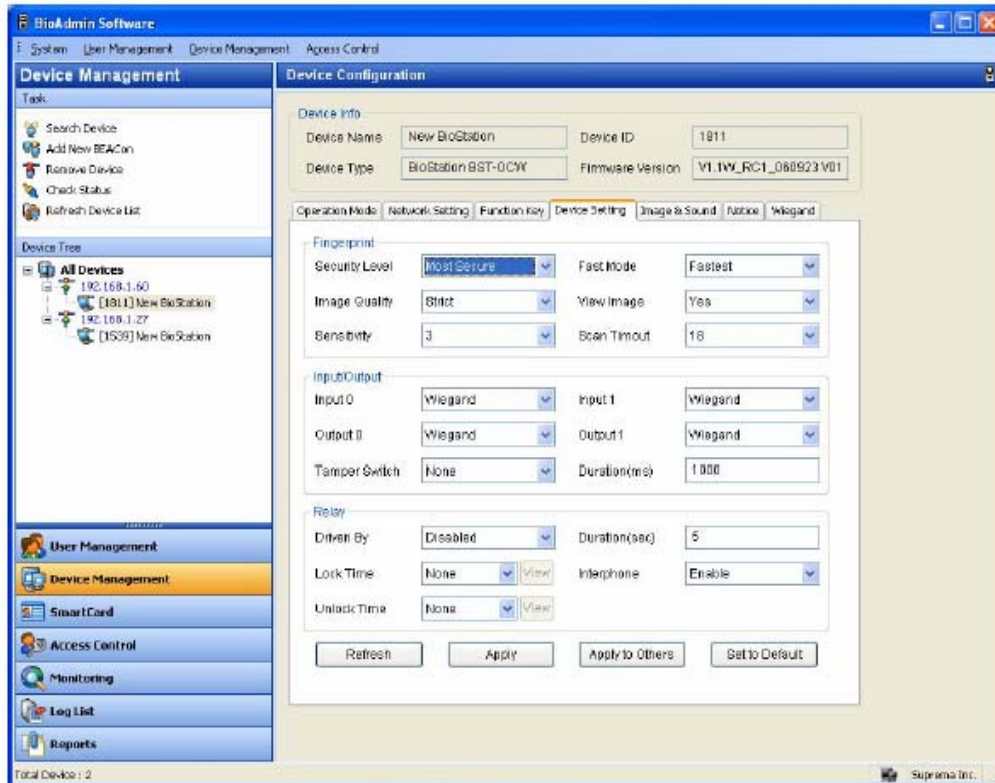 BioAdmin Software
System User Management Device Management Access Control
Device Management
Task
Search Device
Add New BEACon
Remove Device
Check Status
Refresh Device List
Device Tree
All Devices
192.168.1.60
[1811] New BioStation
192.168.1.27
[1539] New BioStation
User Management
Device Management
SmartCard
Access Control
Monitoring
Log List
Reports
Device Configuration
Device Info
Device Name New BioStation Device ID 1811
Device Type BioStation BST-OCW Firmware Version V1.1W_RC1_060923 V01
Operation Mode Network Setting Function Key Device Setting Image & Sound Notice Wiegand
Fingerprint
Security Level Most Secure Fast Mode Fastest
Image Quality Strict View Image Yes
Sensitivity 3 Scan Timout 18
Input/Output
Input 0 Wiegand Input 1 Wiegand
Output 0 Wiegand Output 1 Wiegand
Tamper Switch None Duration(ms) 1000
Relay
Driven By Disabled Duration(sec) 5
Lock Time None View Interphone Enable
Unlock Time None View
Refresh Apply Apply to Others Set to Default
Total Device : 2 Suprema Inc.